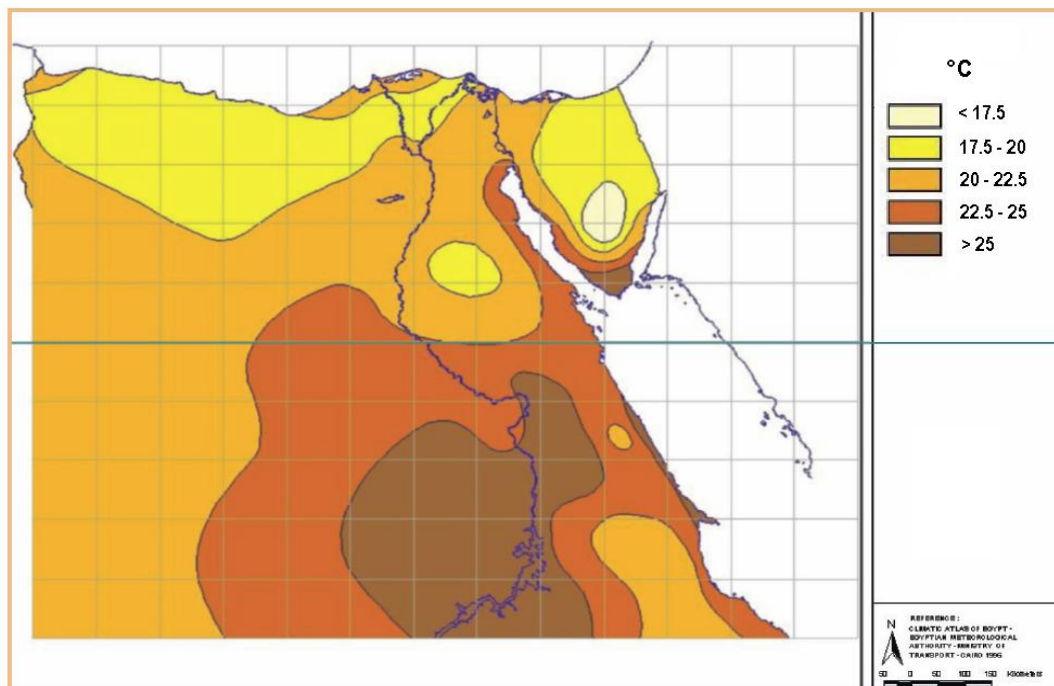 °C
< 17.5
17.5 - 20
20 - 22.5
22.5 - 25
> 25
N
REFERENCE :
CLIMATIC ATLAS OF EGYPT -
EGYPTIAN METEOROLOGICAL
AUTHORITY - MINISTRY OF
TRANSPORT - CAIRO 1996
50 0 50 100 150 Kilometers